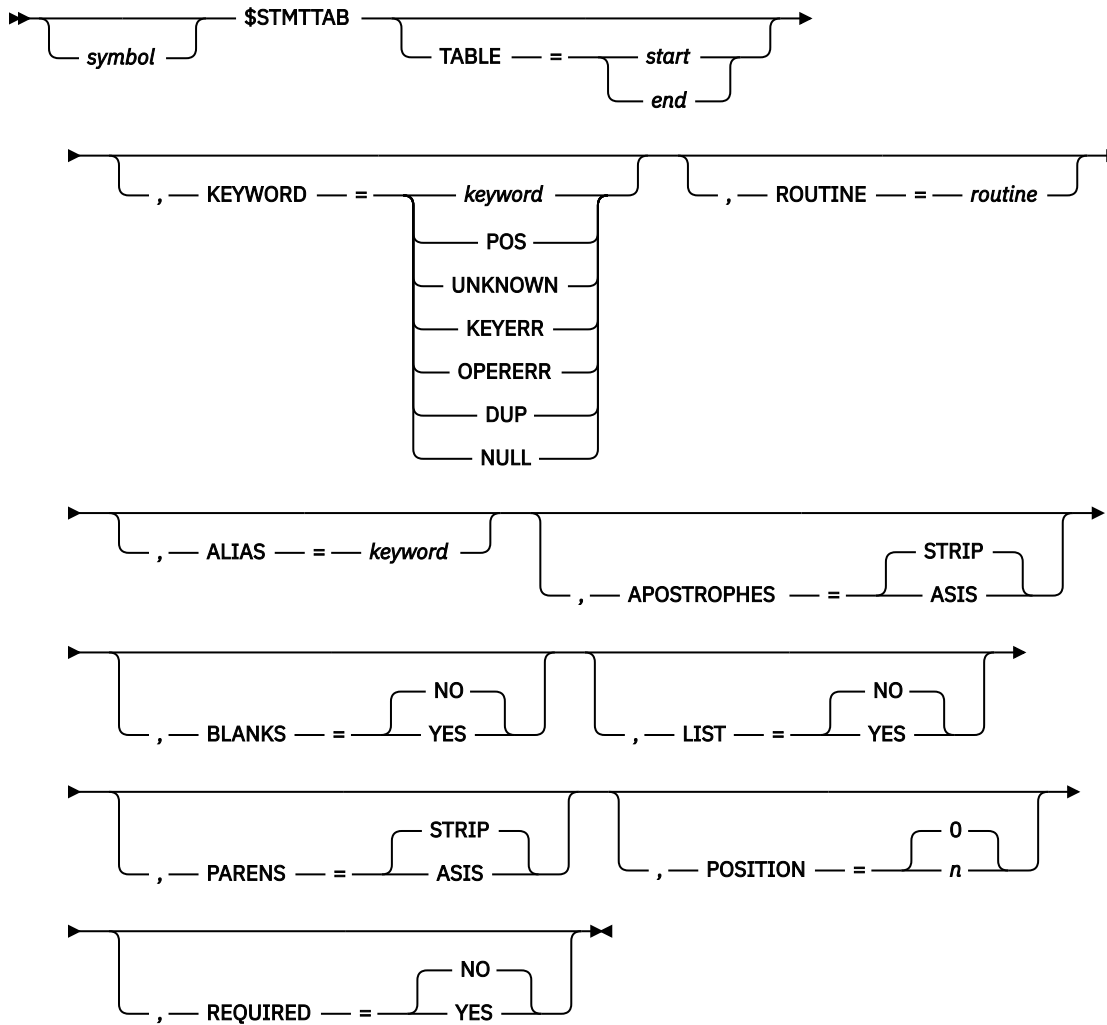 $STMTTAB
symbol
TABLE = start
end
, KEYWORD = keyword
POS
UNKNOWN
KEYERR
OPERERR
DUP
NULL
, ROUTINE = routine
, ALIAS = keyword
STRIP
, APOSTROPHES = ASIS
NO
, BLANKS = YES
NO
, LIST = YES
STRIP
, PARENS = ASIS
0
, POSITION = n
NO
, REQUIRED = YES